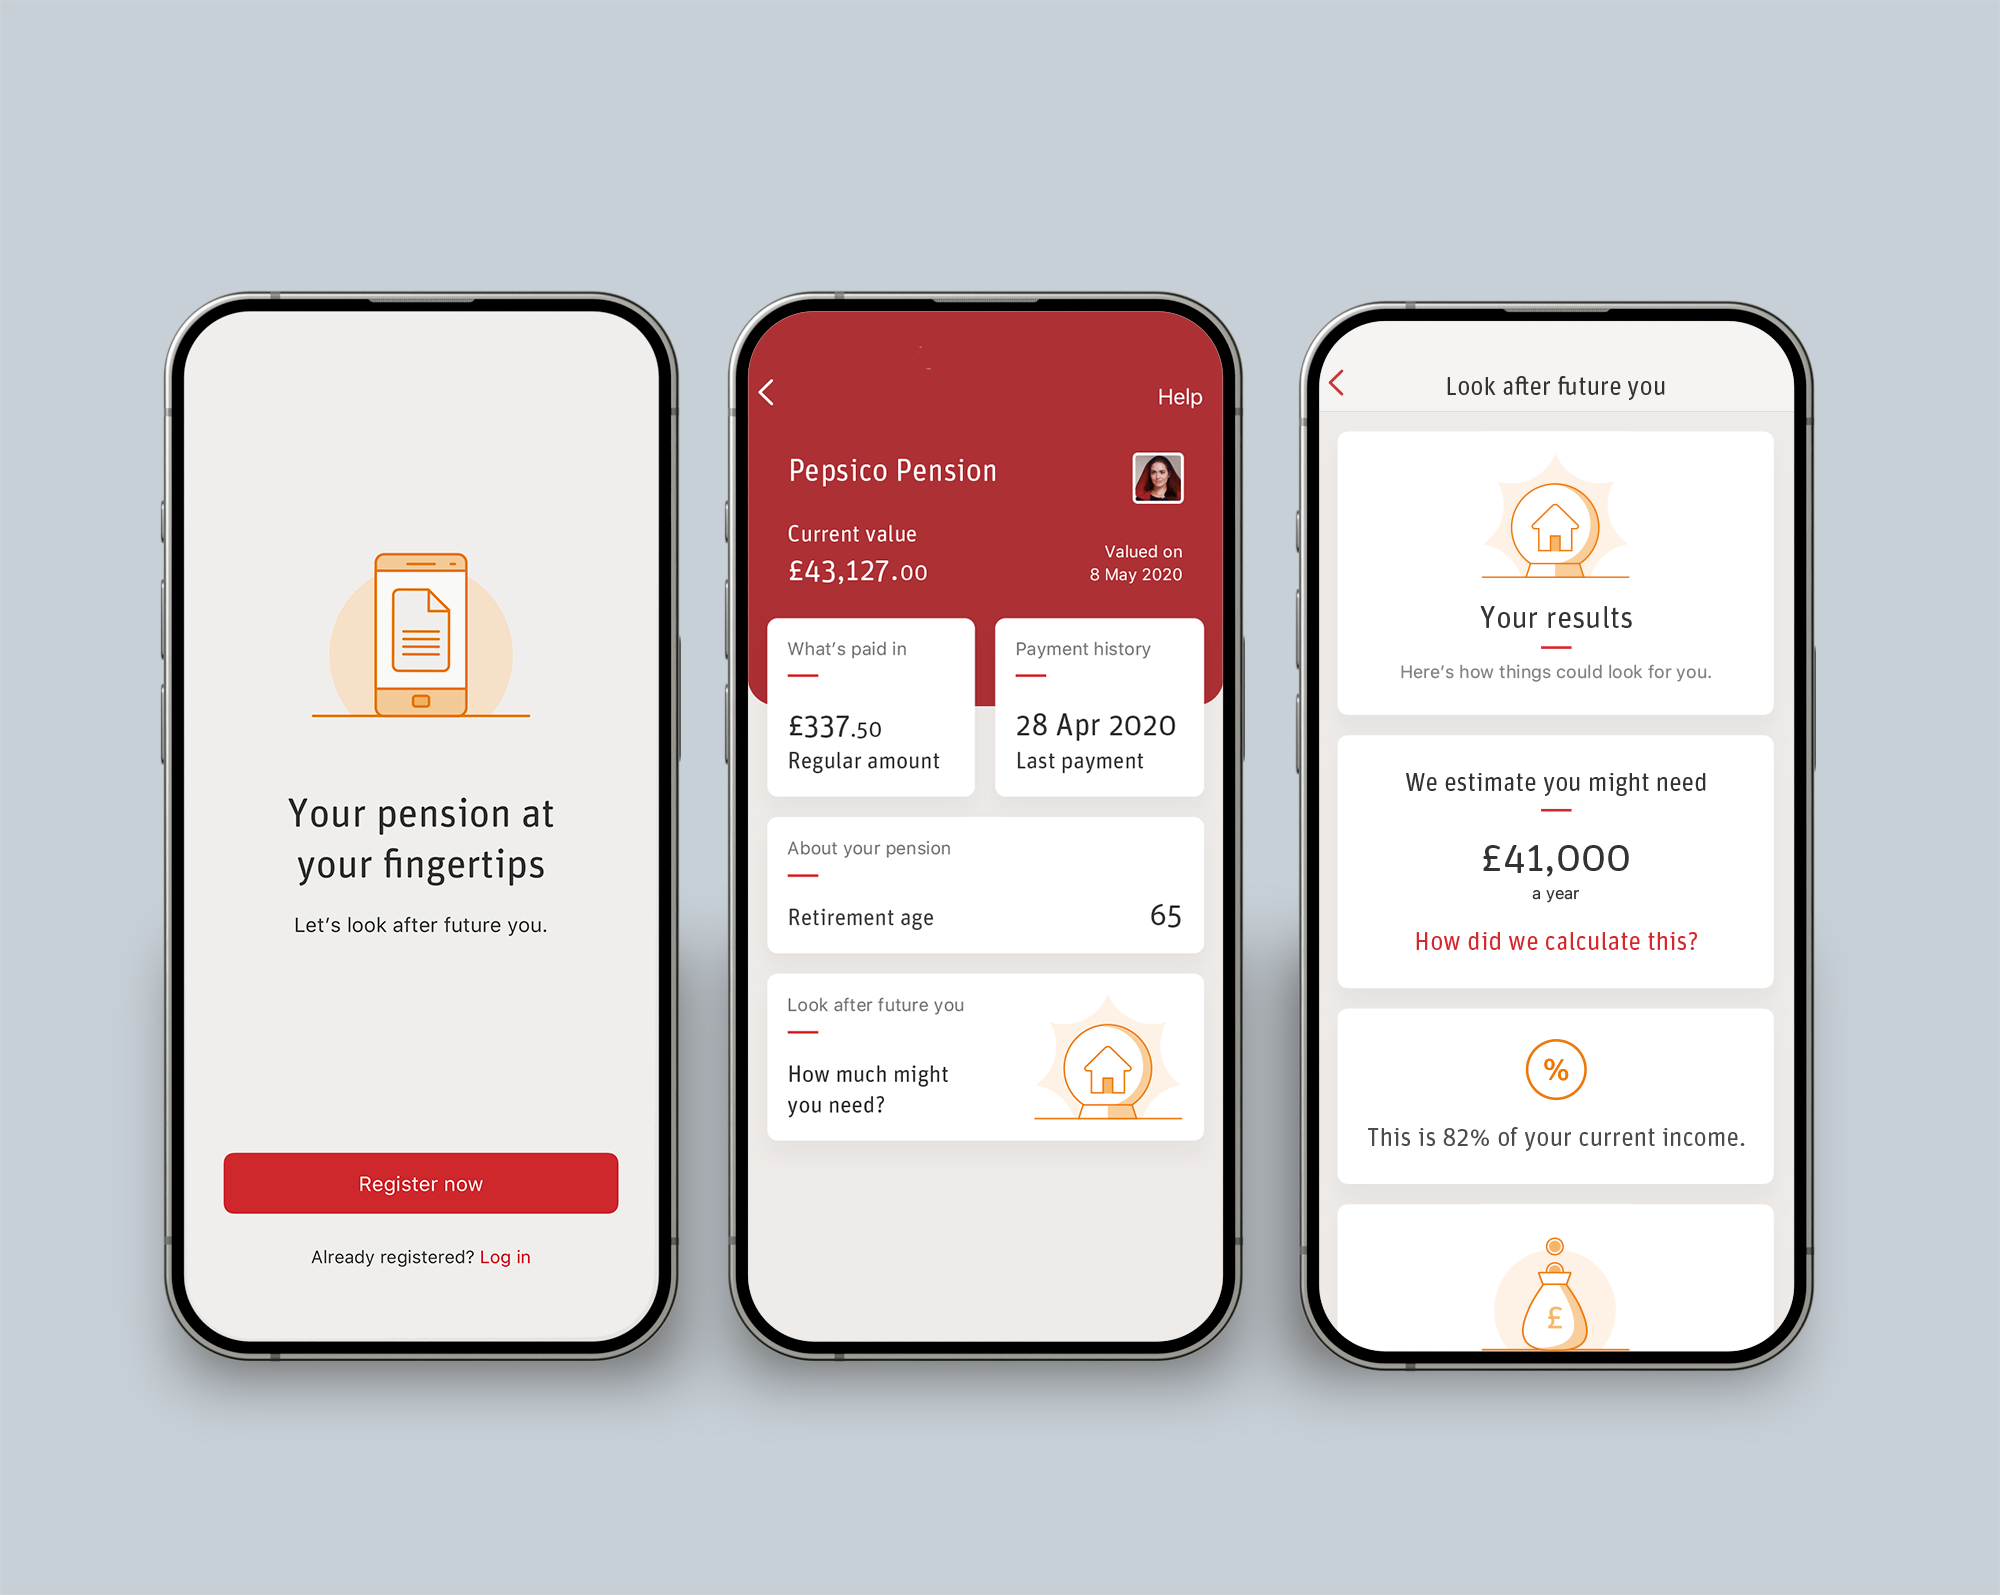 Your pension at
your fingertips
Let's look after future you.
Register now
Already registered? Log in
Help
Pepsico Pension
Current value
£43,127.00
Valued on
8 May 2020
What's paid in
£337.50
Regular amount
Payment history
28 Apr 2020
Last payment
About your pension
Retirement age 65
Look after future you
How much might
you need?
Look after future you
Your results
Here's how things could look for you.
We estimate you might need
£41,000
a year
How did we calculate this?
%
This is 82% of your current income.
£